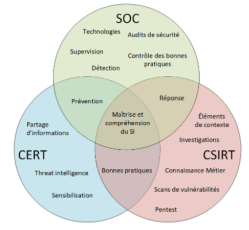 SOC
Technologies
Audits de sécurité
Supervision
Contrôle des bonnes
pratiques
Détection
Prévention
Réponse
Maîtrise et
compréhension
du SI
Partage
d'informations
Éléments
de contexte
Investigations
CERT
CSIRT
Bonnes pratiques
Connaissance Métier
Threat intelligence
Scans de vulnérabilités
Sensibilisation
Pentest